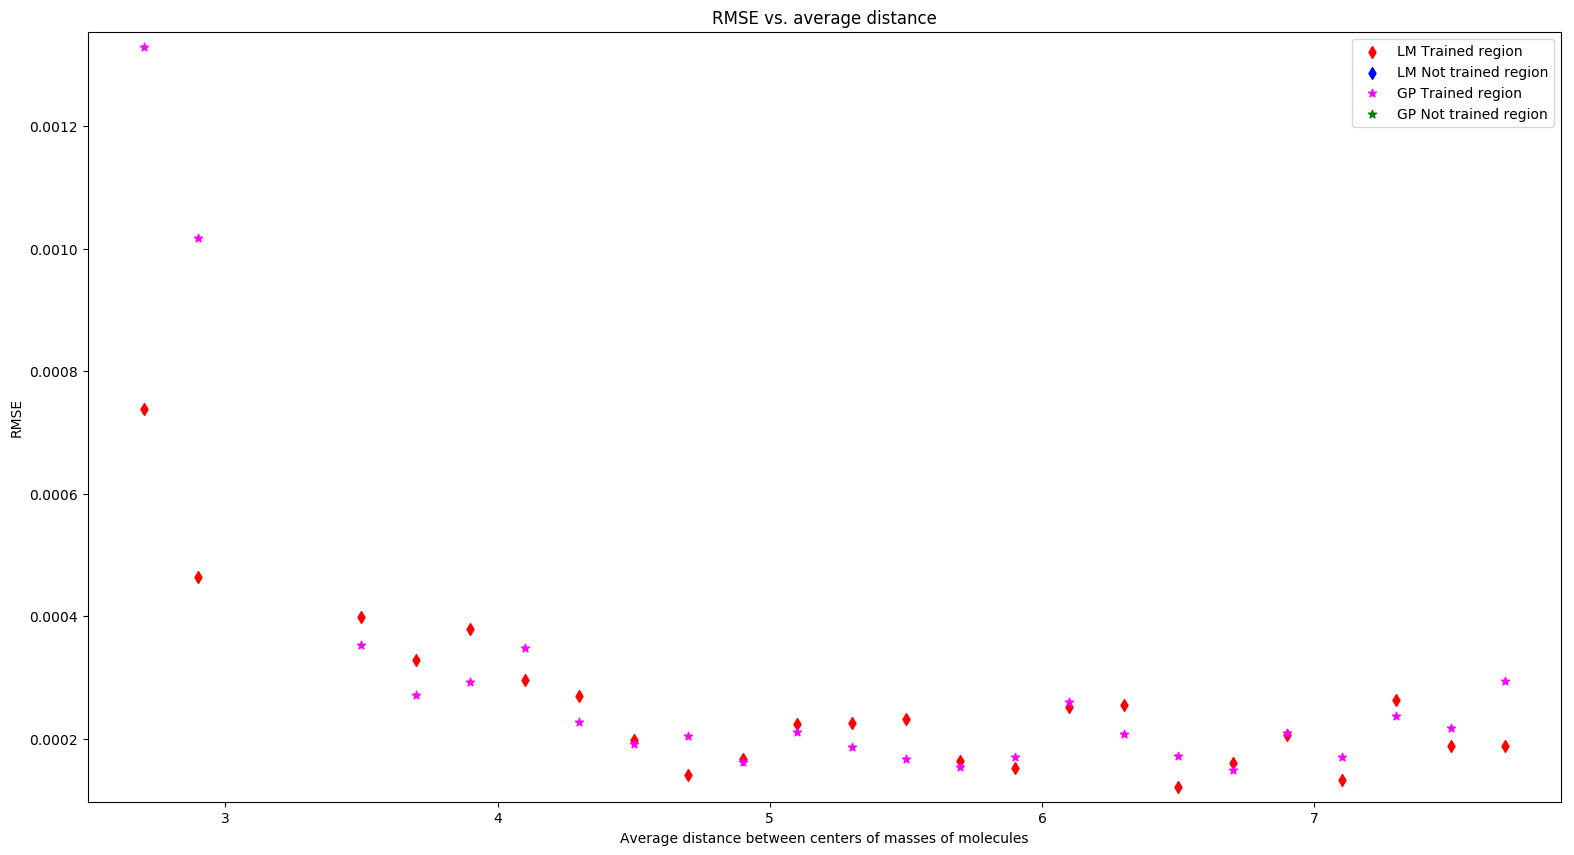 RMSE vs. average distance
LM Trained region
LM Not trained region
GP Trained region
GP Not trained region
RMSE
0.0012
0.0010
0.0008
0.0006
0.0004
0.0002
3
4
5
6
7
Average distance between centers of masses of molecules